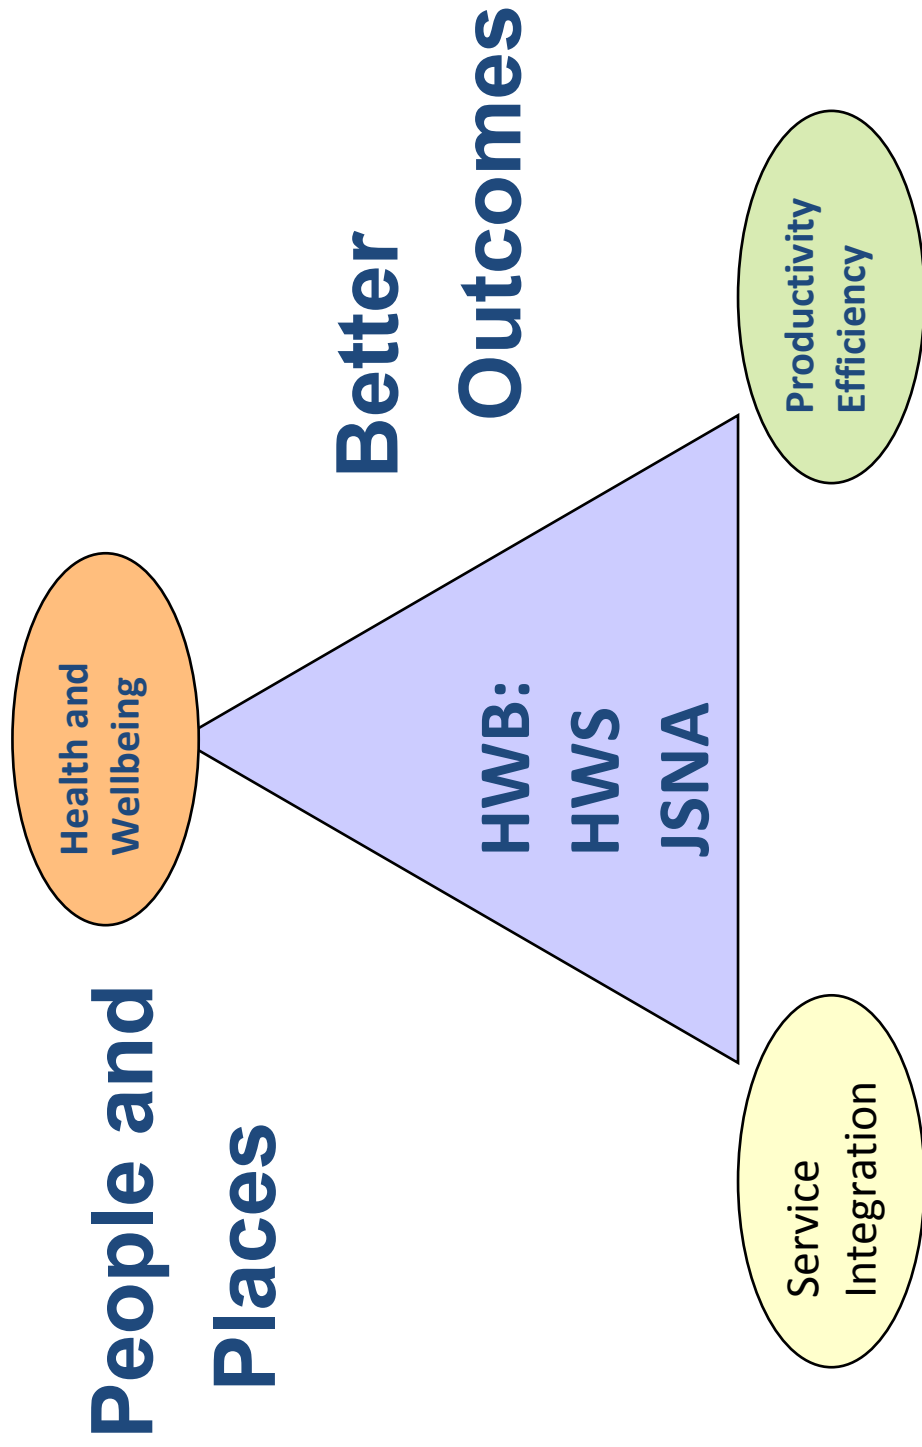 People and
Places
Health and
Wellbeing
Better
Outcomes
HWB:
HWS
JSNA
Service
Integration
Productivity
Efficiency